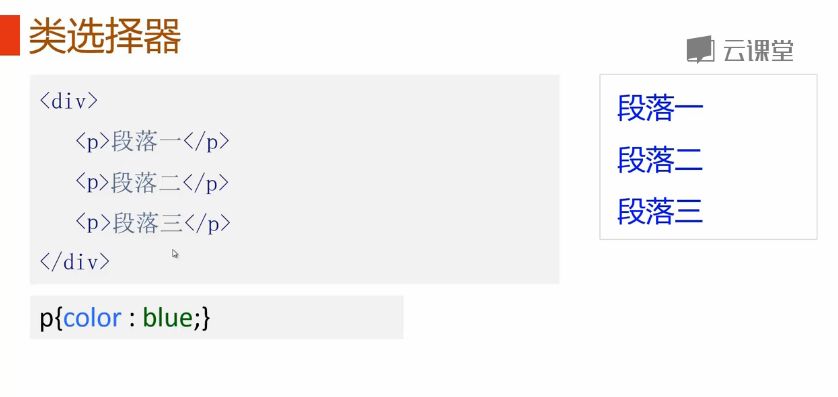 类选择器
云课堂
<div>
<p>段落一</p>
<p>段落二</p>
<p>段落三</p>
</div>
段落一
段落二
段落三
p{color : blue;}